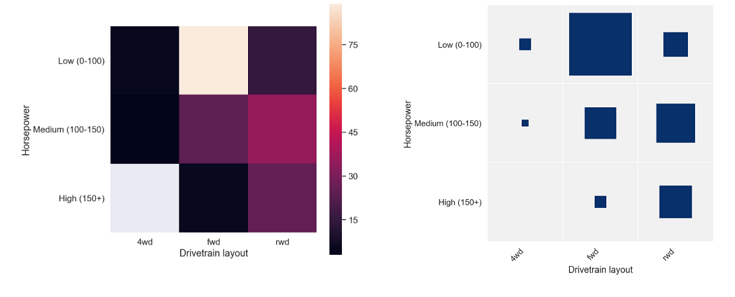 Low (0-100)
Medium (100-150)
High (150+)
Horsepower
4wd
fwd
rwd
Drivetrain layout
75
60
45
30
15
Low (0-100)
Medium (100-150)
High (150+)
Horsepower
4wd
fwd
rwd
Drivetrain layout